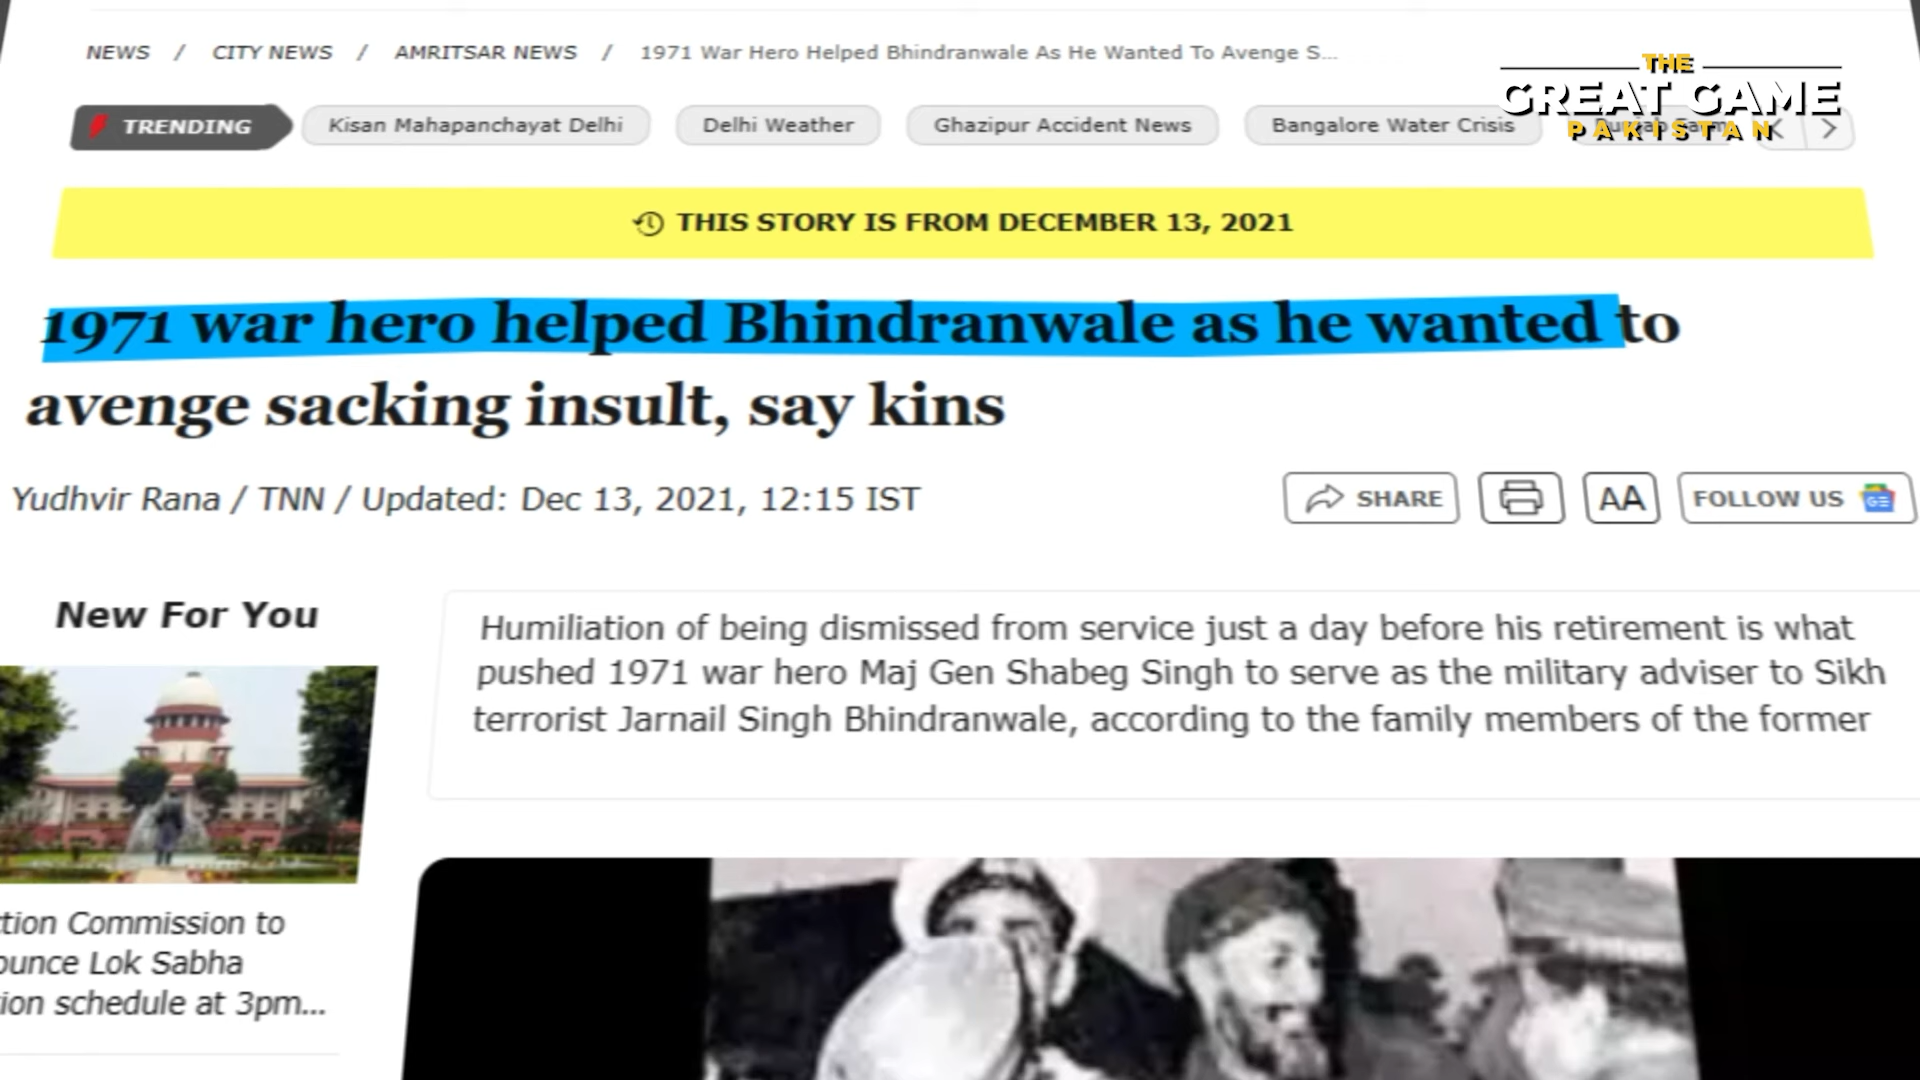 NEWS / CITY NEWS / AMRITSAR NEWS / 1971 War Hero Helped Bhindranwale As He Wanted To Avenge S...
THE
GREAT GAME
PAKISTAN
TRENDING Kisan Mahapanchayat Delhi Delhi Weather Ghazipur Accident News Bangalore Water Crisis
THIS STORY IS FROM DECEMBER 13, 2021
1971 war hero helped Bhindranwale as he wanted to
avenge sacking insult, say kins
Yudhvir Rana / TNN / Updated: Dec 13, 2021, 12:15 IST
SHARE AA FOLLOW US
New For You
Humiliation of being dismissed from service just a day before his retirement is what
pushed 1971 war hero Maj Gen Shabeg Singh to serve as the military adviser to Sikh
terrorist Jarnail Singh Bhindranwale, according to the family members of the former
ction Commission to
ounce Lok Sabha
ion schedule at 3pm...